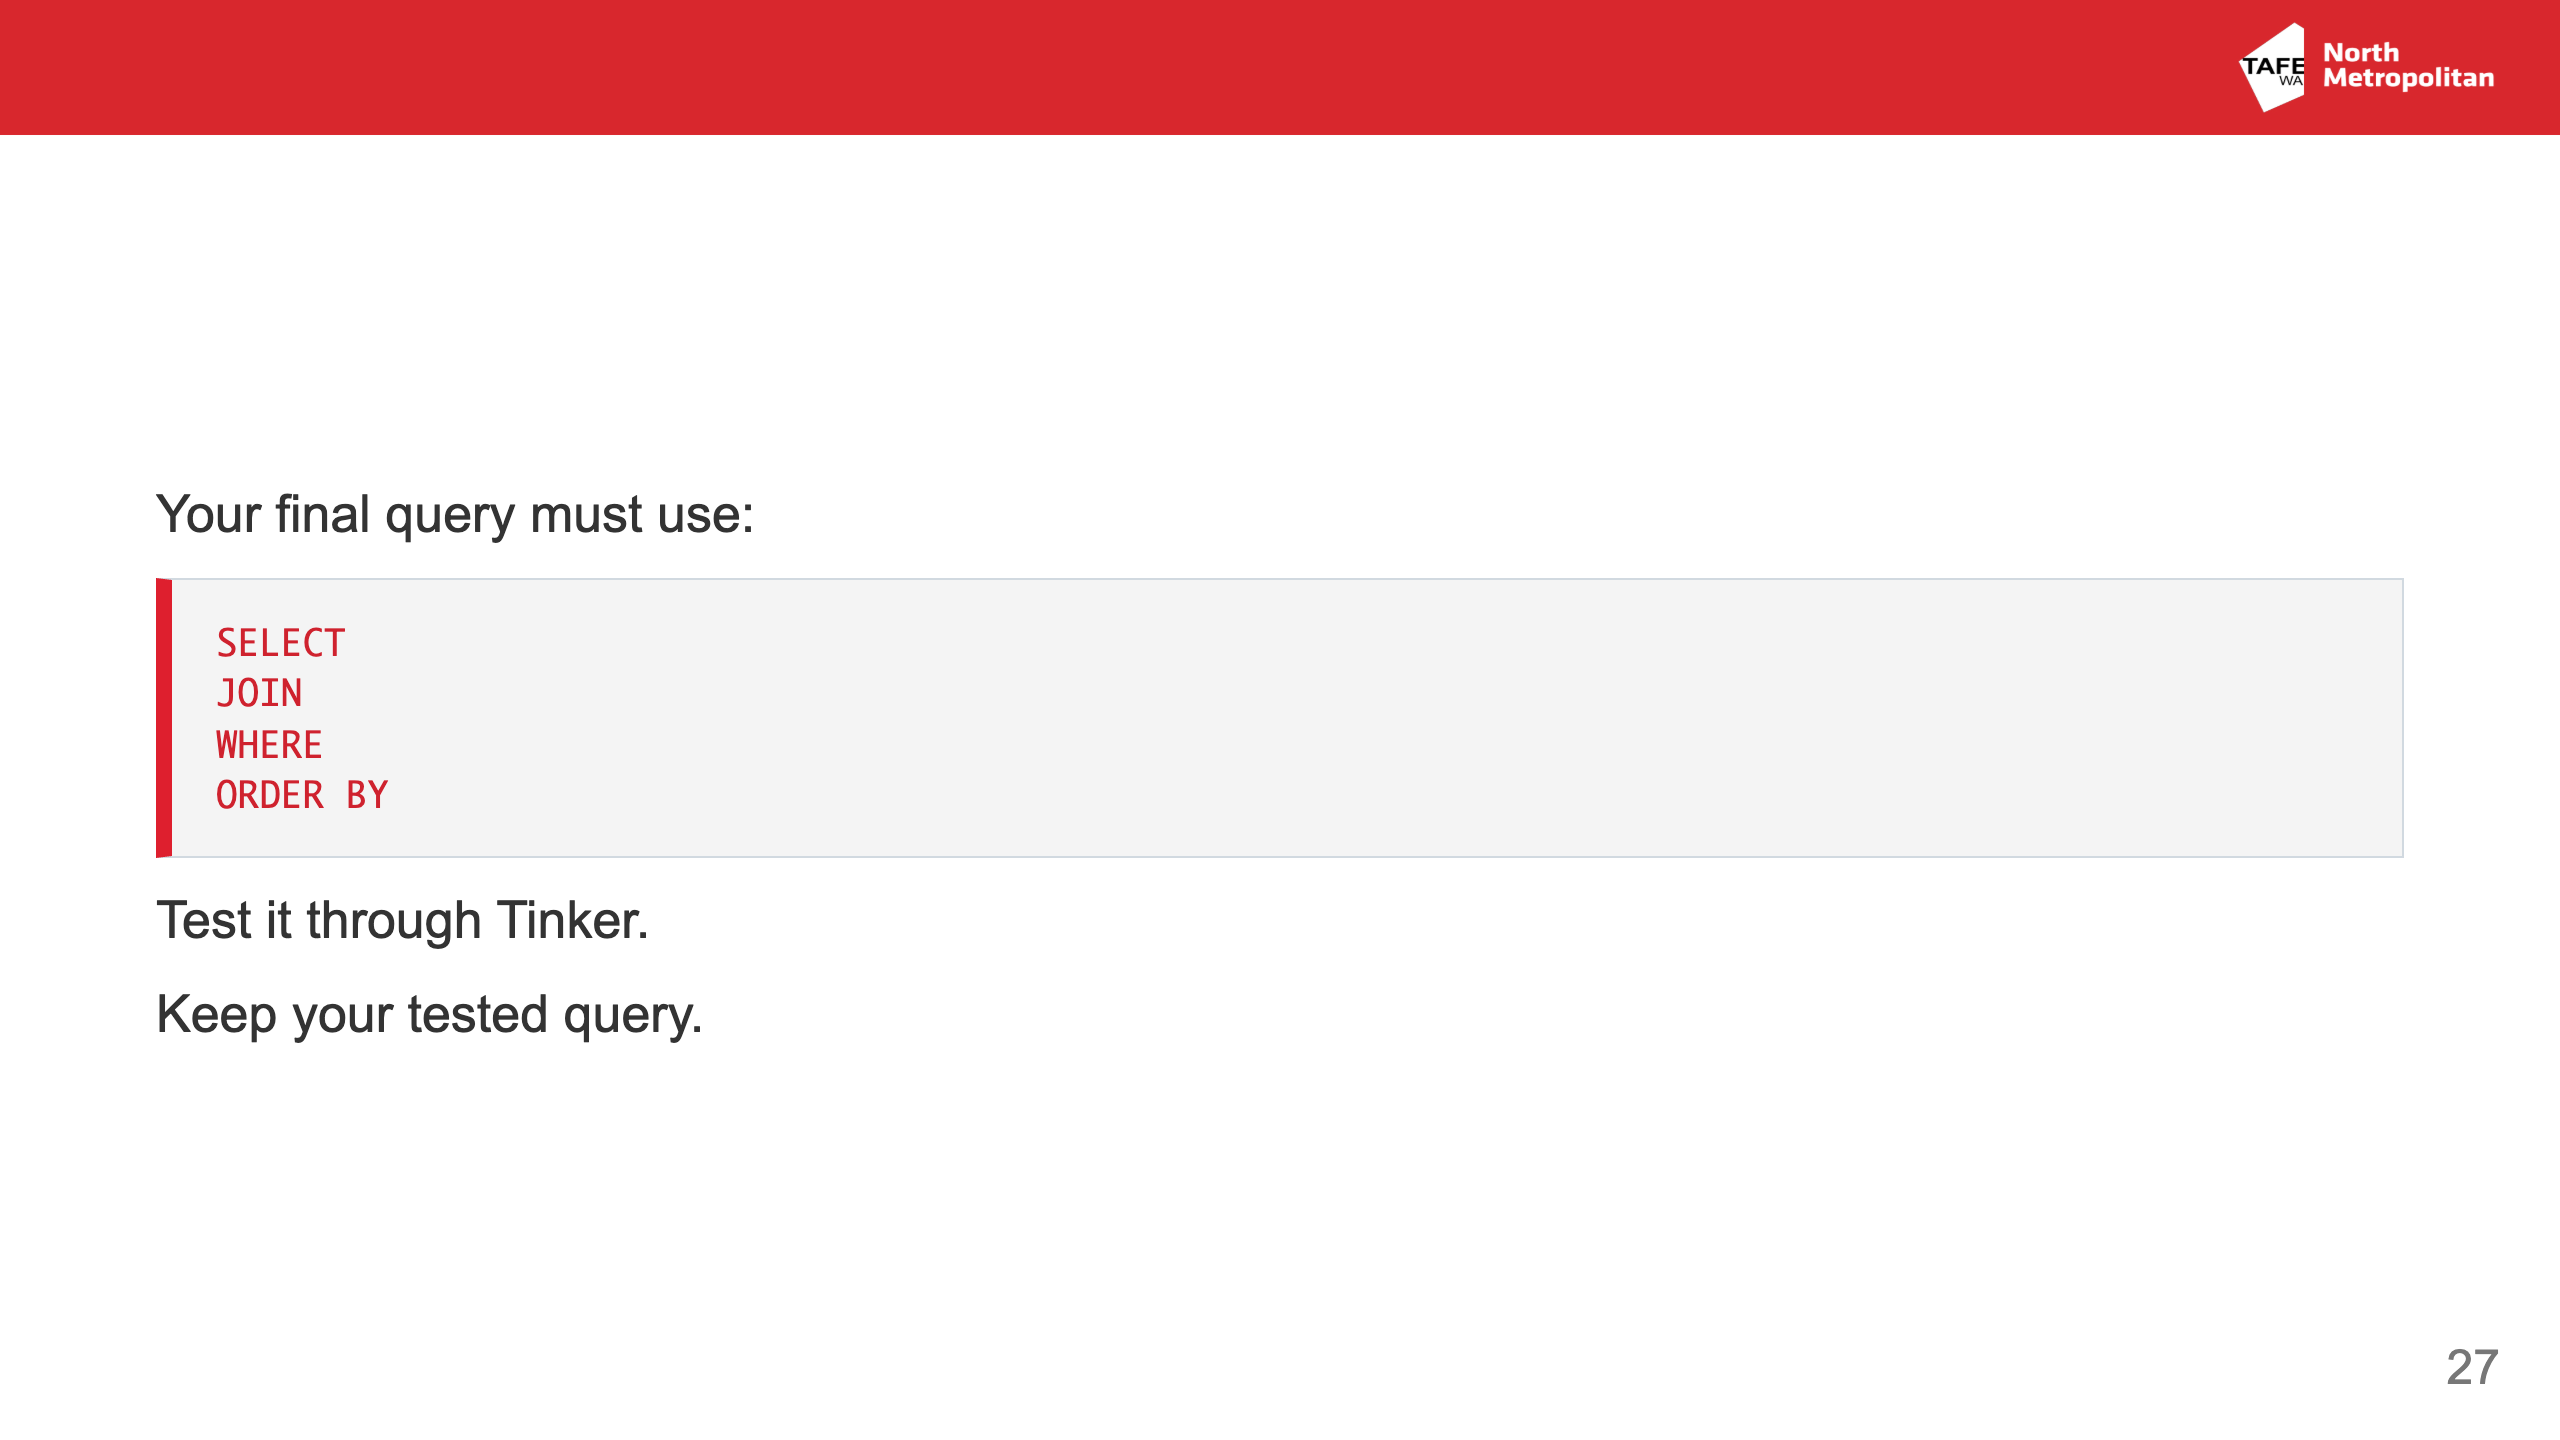 TAFE
WA
North
Metropolitan
Your final query must use:
SELECT
JOIN
WHERE
ORDER BY
Test it through Tinker.
Keep your tested query.
27